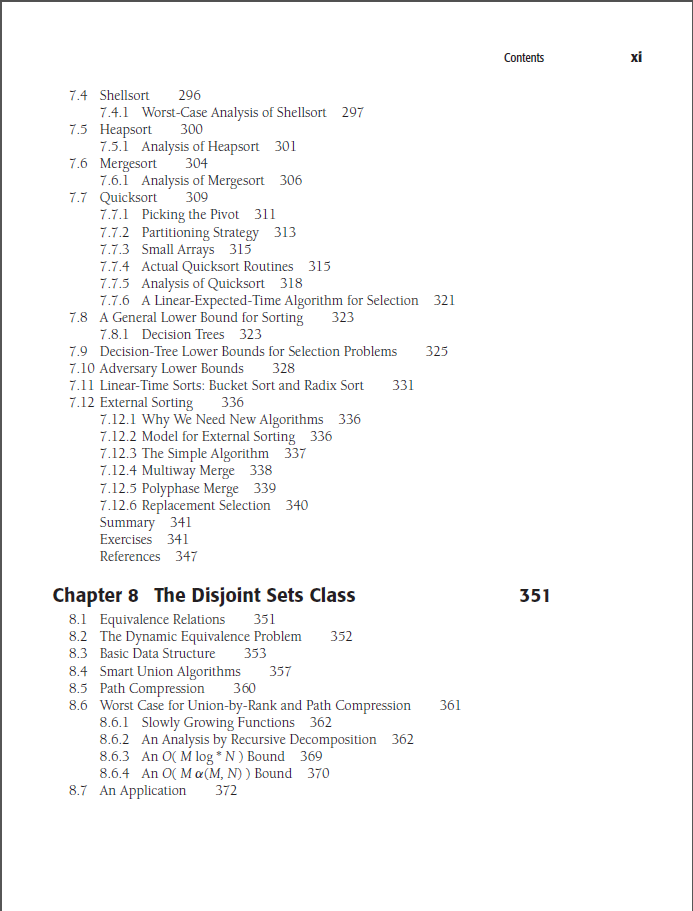 Contents xi
7.4 Shellsort 296
7.4.1 Worst-Case Analysis of Shellsort 297
7.5 Heapsort 300
7.5.1 Analysis of Heapsort 301
7.6 Mergesort 304
7.6.1 Analysis of Mergesort 306
7.7 Quicksort 309
7.7.1 Picking the Pivot 311
7.7.2 Partitioning Strategy 313
7.7.3 Small Arrays 315
7.7.4 Actual Quicksort Routines 315
7.7.5 Analysis of Quicksort 318
7.7.6 A Linear-Expected-Time Algorithm for Selection 321
7.8 A General Lower Bound for Sorting 323
7.8.1 Decision Trees 323
7.9 Decision-Tree Lower Bounds for Selection Problems 325
7.10 Adversary Lower Bounds 328
7.11 Linear-Time Sorts: Bucket Sort and Radix Sort 331
7.12 External Sorting 336
7.12.1 Why We Need New Algorithms 336
7.12.2 Model for External Sorting 336
7.12.3 The Simple Algorithm 337
7.12.4 Multiway Merge 338
7.12.5 Polyphase Merge 339
7.12.6 Replacement Selection 340
Summary 341
Exercises 341
References 347
Chapter 8 The Disjoint Sets Class 351
8.1 Equivalence Relations 351
8.2 The Dynamic Equivalence Problem 352
8.3 Basic Data Structure 353
8.4 Smart Union Algorithms 357
8.5 Path Compression 360
8.6 Worst Case for Union-by-Rank and Path Compression 361
8.6.1 Slowly Growing Functions 362
8.6.2 An Analysis by Recursive Decomposition 362
8.6.3 An O( M log * N ) Bound 369
8.6.4 An O( M α(M, N) ) Bound 370
8.7 An Application 372